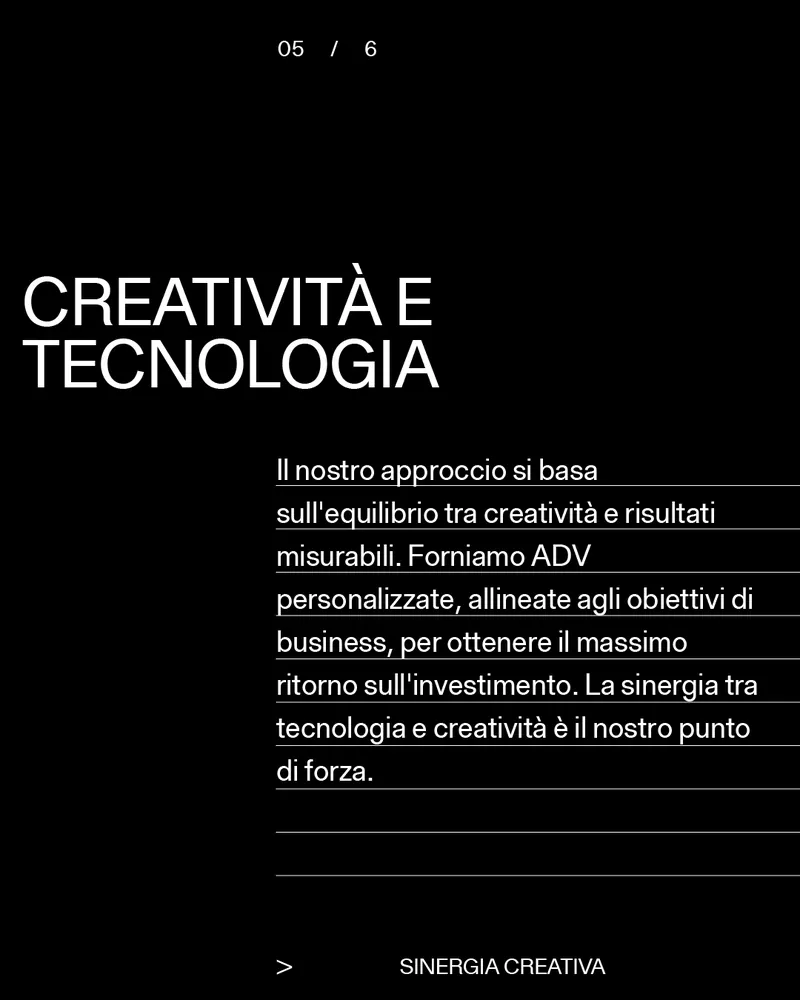 05 / 6
CREATIVITÀ E
TECNOLOGIA
Il nostro approccio si basa
sull'equilibrio tra creatività e risultati
misurabili. Forniamo ADV
personalizzate, allineate agli obiettivi di
business, per ottenere il massimo
ritorno sull'investimento. La sinergia tra
tecnologia e creatività è il nostro punto
di forza.
> SINERGIA CREATIVA